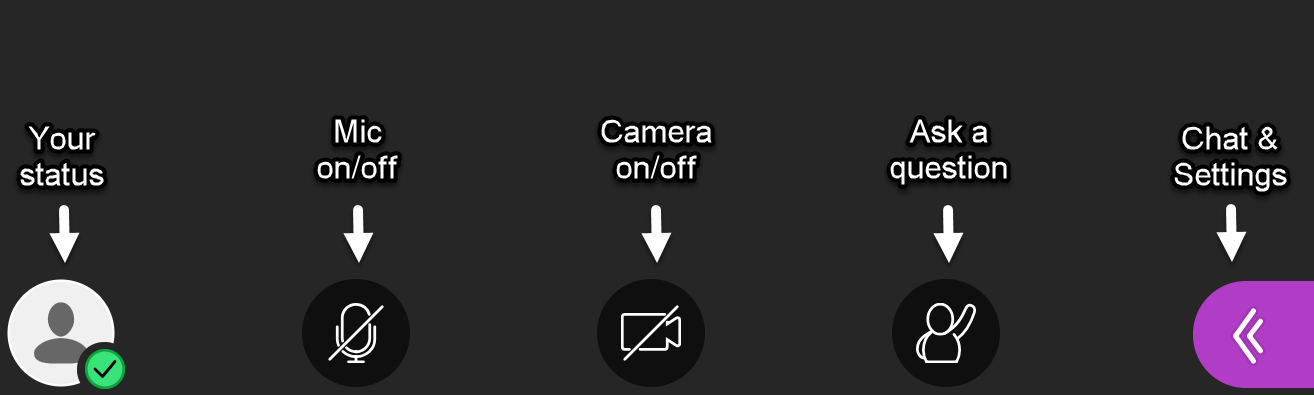 Your
status
Mic
on/off
Camera
on/off
Ask a
question
Chat &
Settings